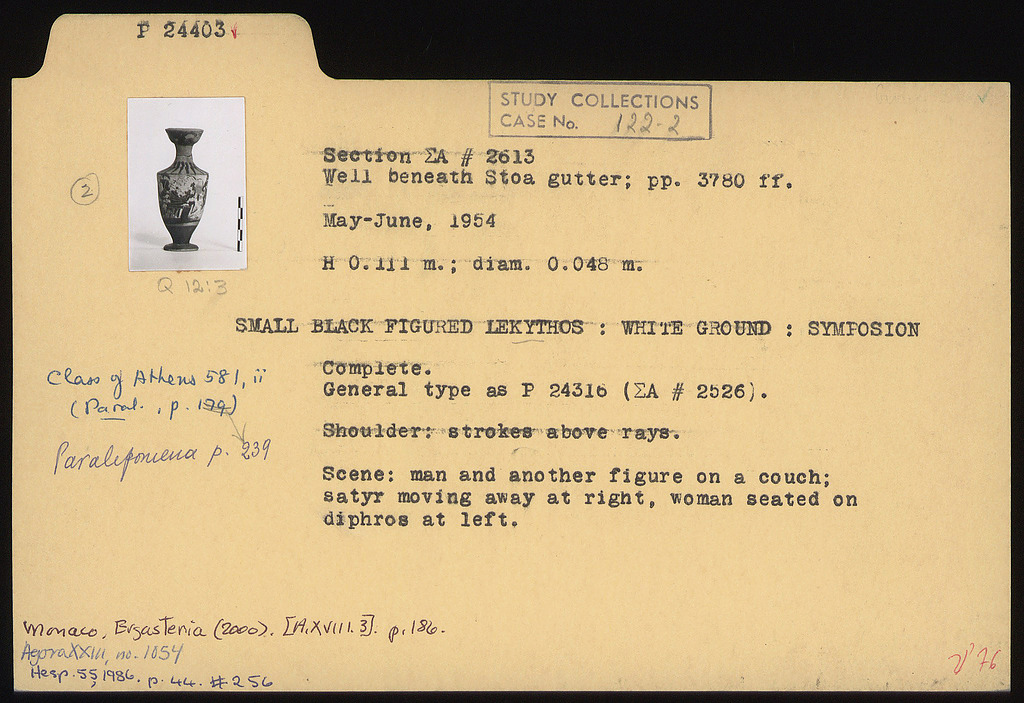 P 24403
STUDY COLLECTIONS
CASE No. 122-2
Section ΣA # 2613
Well beneath Stoa gutter; pp. 3780 ff.
2
May-June, 1954
H 0.111 m.; diam. 0.048 m.
Q 12:3
SMALL BLACK FIGURED LEKYTHOS : WHITE GROUND : SYMPOSION
Complete.
General type as P 24316 (ΣA # 2526).
Class of Athens 581, ii
(Paral., p. 199)
Shoulder: strokes above rays.
Paralipomena p. 239
Scene: man and another figure on a couch;
satyr moving away at right, woman seated on
diphros at left.
Monaco, Ergasteria (2000). [A.XVIII.3]. p. 186.
Agora XXIII, no. 1054
Hesp. 55, 1986. p. 44. # 256
76